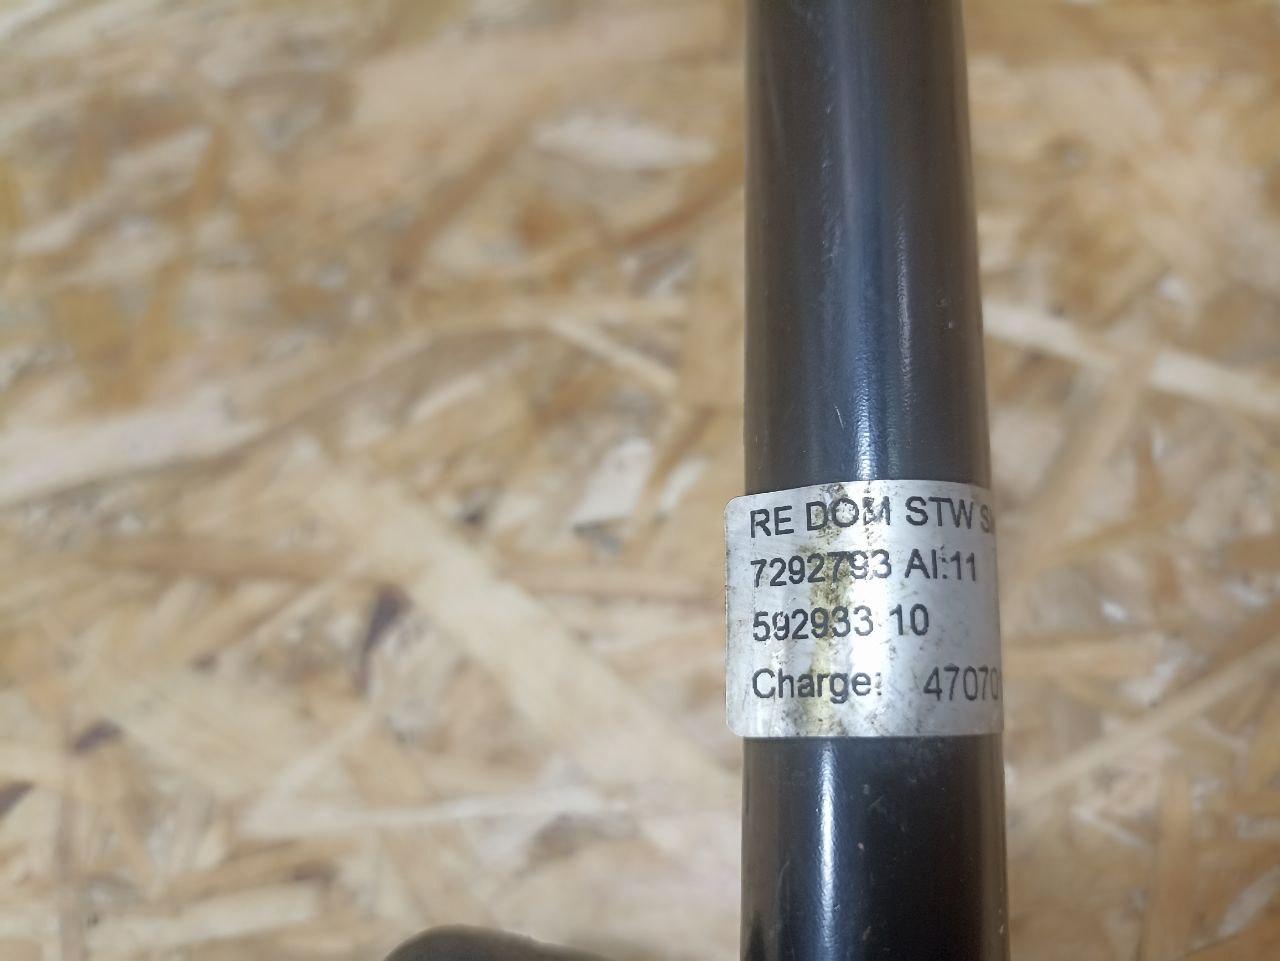 RE DOM STW
7292793 AI:11
592933 10
Charge: 47070